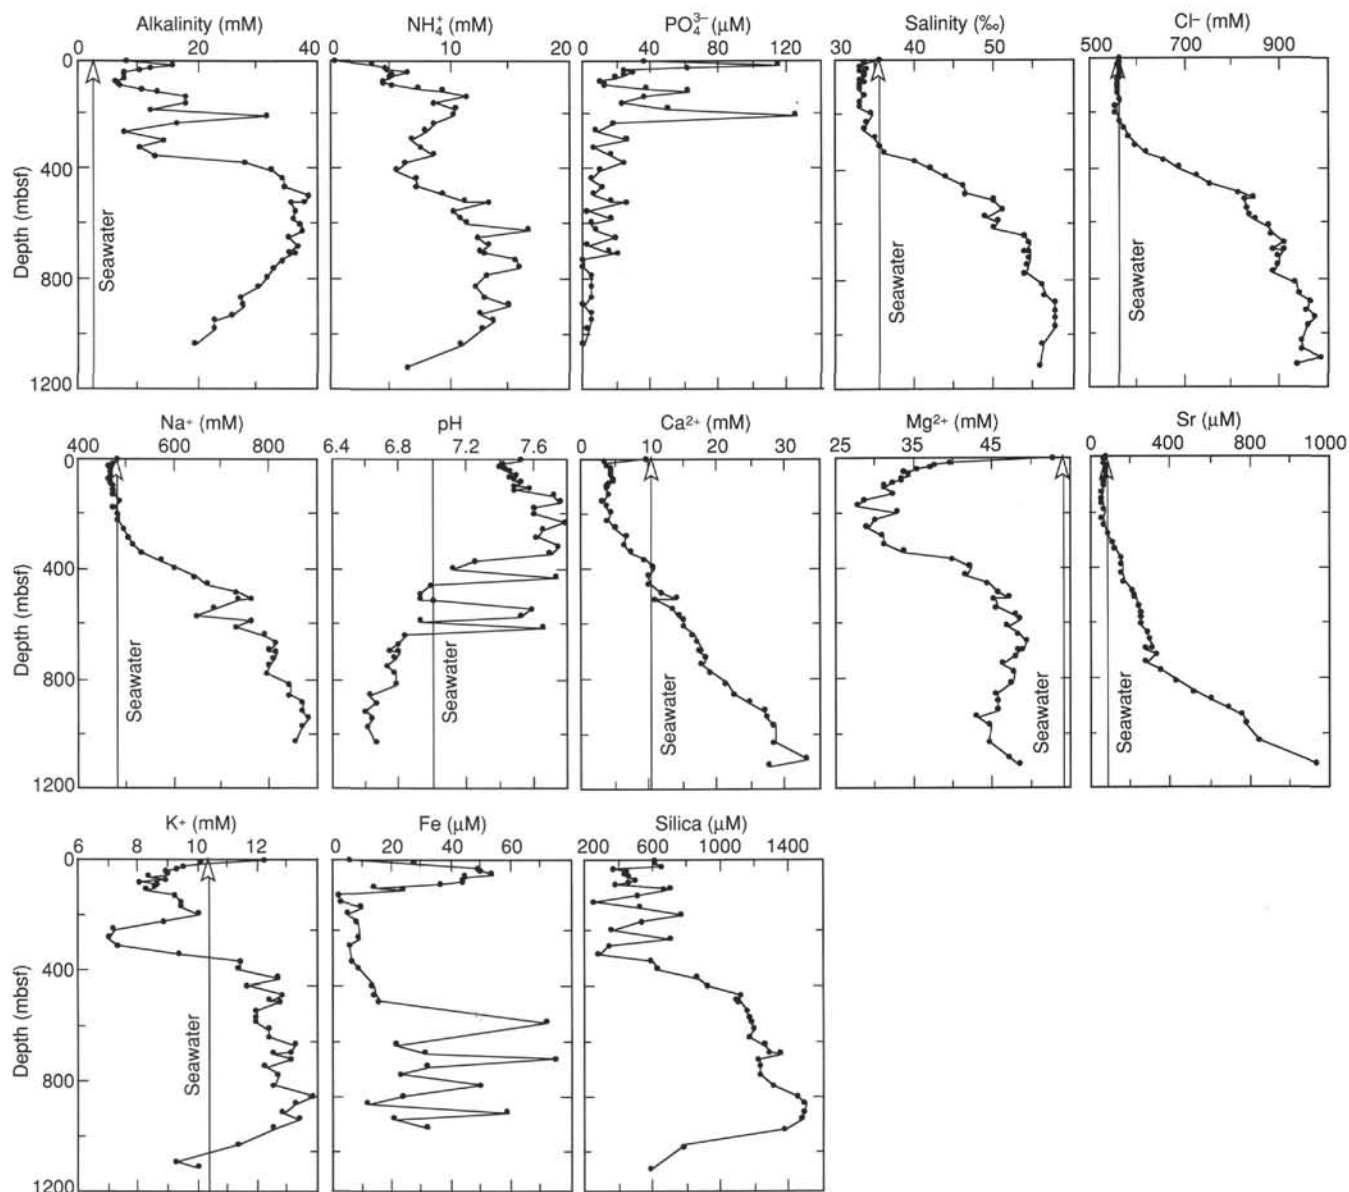 Alkalinity (mM)
0 20 40
NH₄⁺ (mM)
0 10 20
PO₄³⁻ (μM)
0 40 80 120
Salinity (‰)
30 40 50
Cl⁻ (mM)
500 700 900
Depth (mbsf)
0
400
800
1200
Seawater
Seawater
Seawater
Na⁺ (mM)
400 600 800
pH
6.4 6.8 7.2 7.6
Ca²⁺ (mM)
0 10 20 30
Mg²⁺ (mM)
25 35 45
Sr (μM)
0 400 800 1000
Depth (mbsf)
0
400
800
1200
Seawater
Seawater
Seawater
Seawater
Seawater
K⁺ (mM)
6 8 10 12
Fe (μM)
0 20 40 60
Silica (μM)
200 600 1000 1400
Depth (mbsf)
0
400
800
1200
Seawater